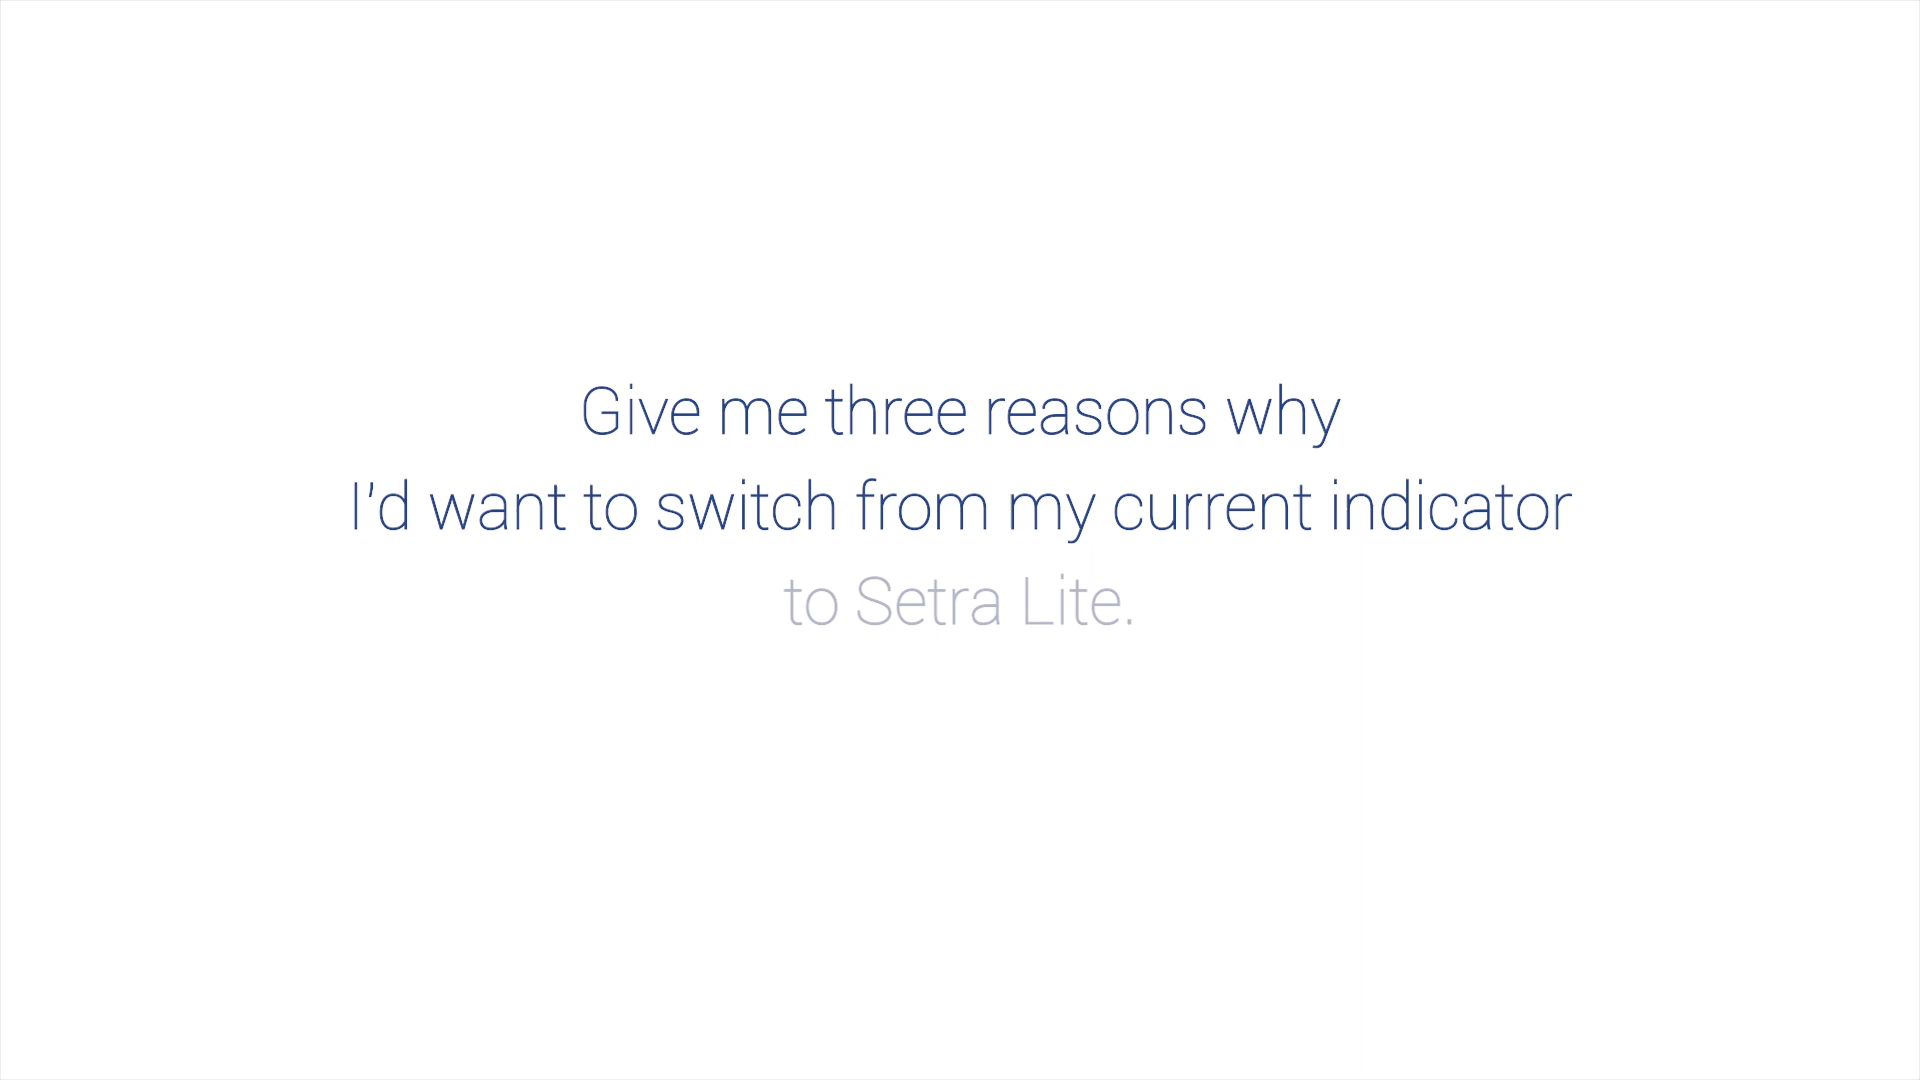 Give me three reasons why
I'd want to switch from my current indicator
to Setra Lite.